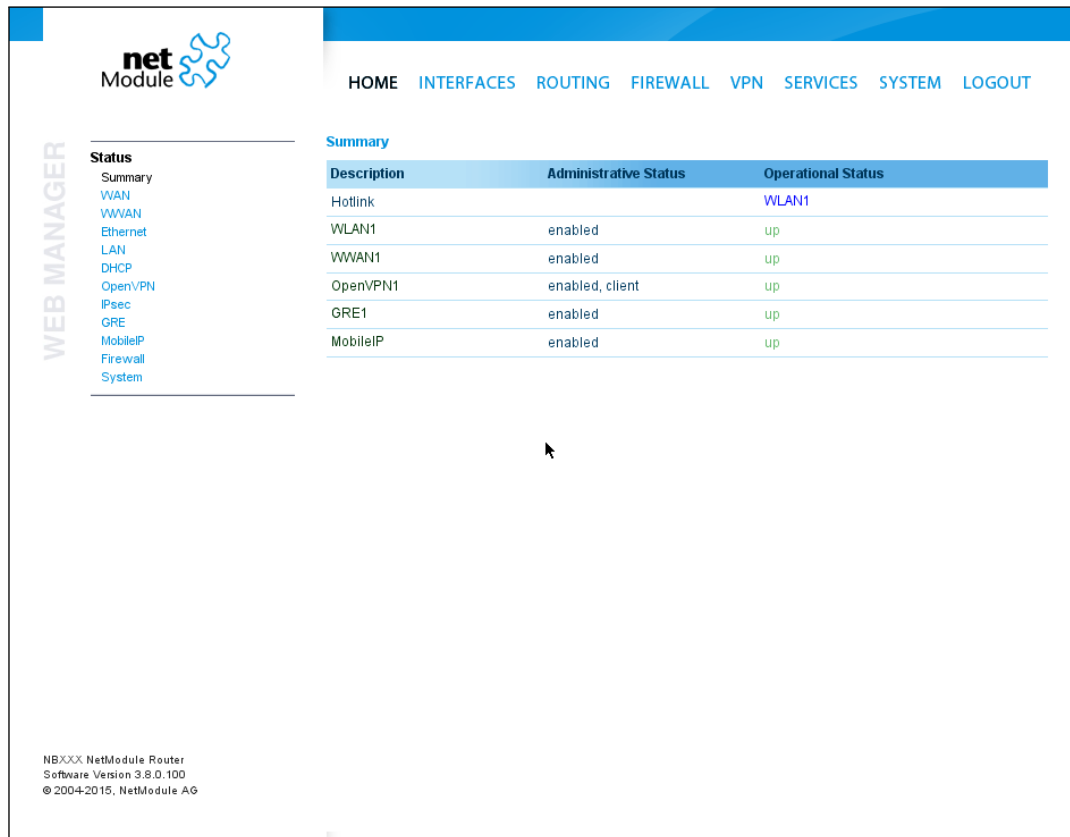 net
Module
HOME INTERFACES ROUTING FIREWALL VPN SERVICES SYSTEM LOGOUT
WEB MANAGER
Status
Summary
WAN
WWAN
Ethernet
LAN
DHCP
OpenVPN
IPsec
GRE
MobileIP
Firewall
System
Summary
Description Administrative Status Operational Status
Hotlink WLAN1
WLAN1 enabled up
WWAN1 enabled up
OpenVPN1 enabled, client up
GRE1 enabled up
MobileIP enabled up
NBXXX NetModule Router
Software Version 3.8.0.100
© 2004-2015, NetModule AG